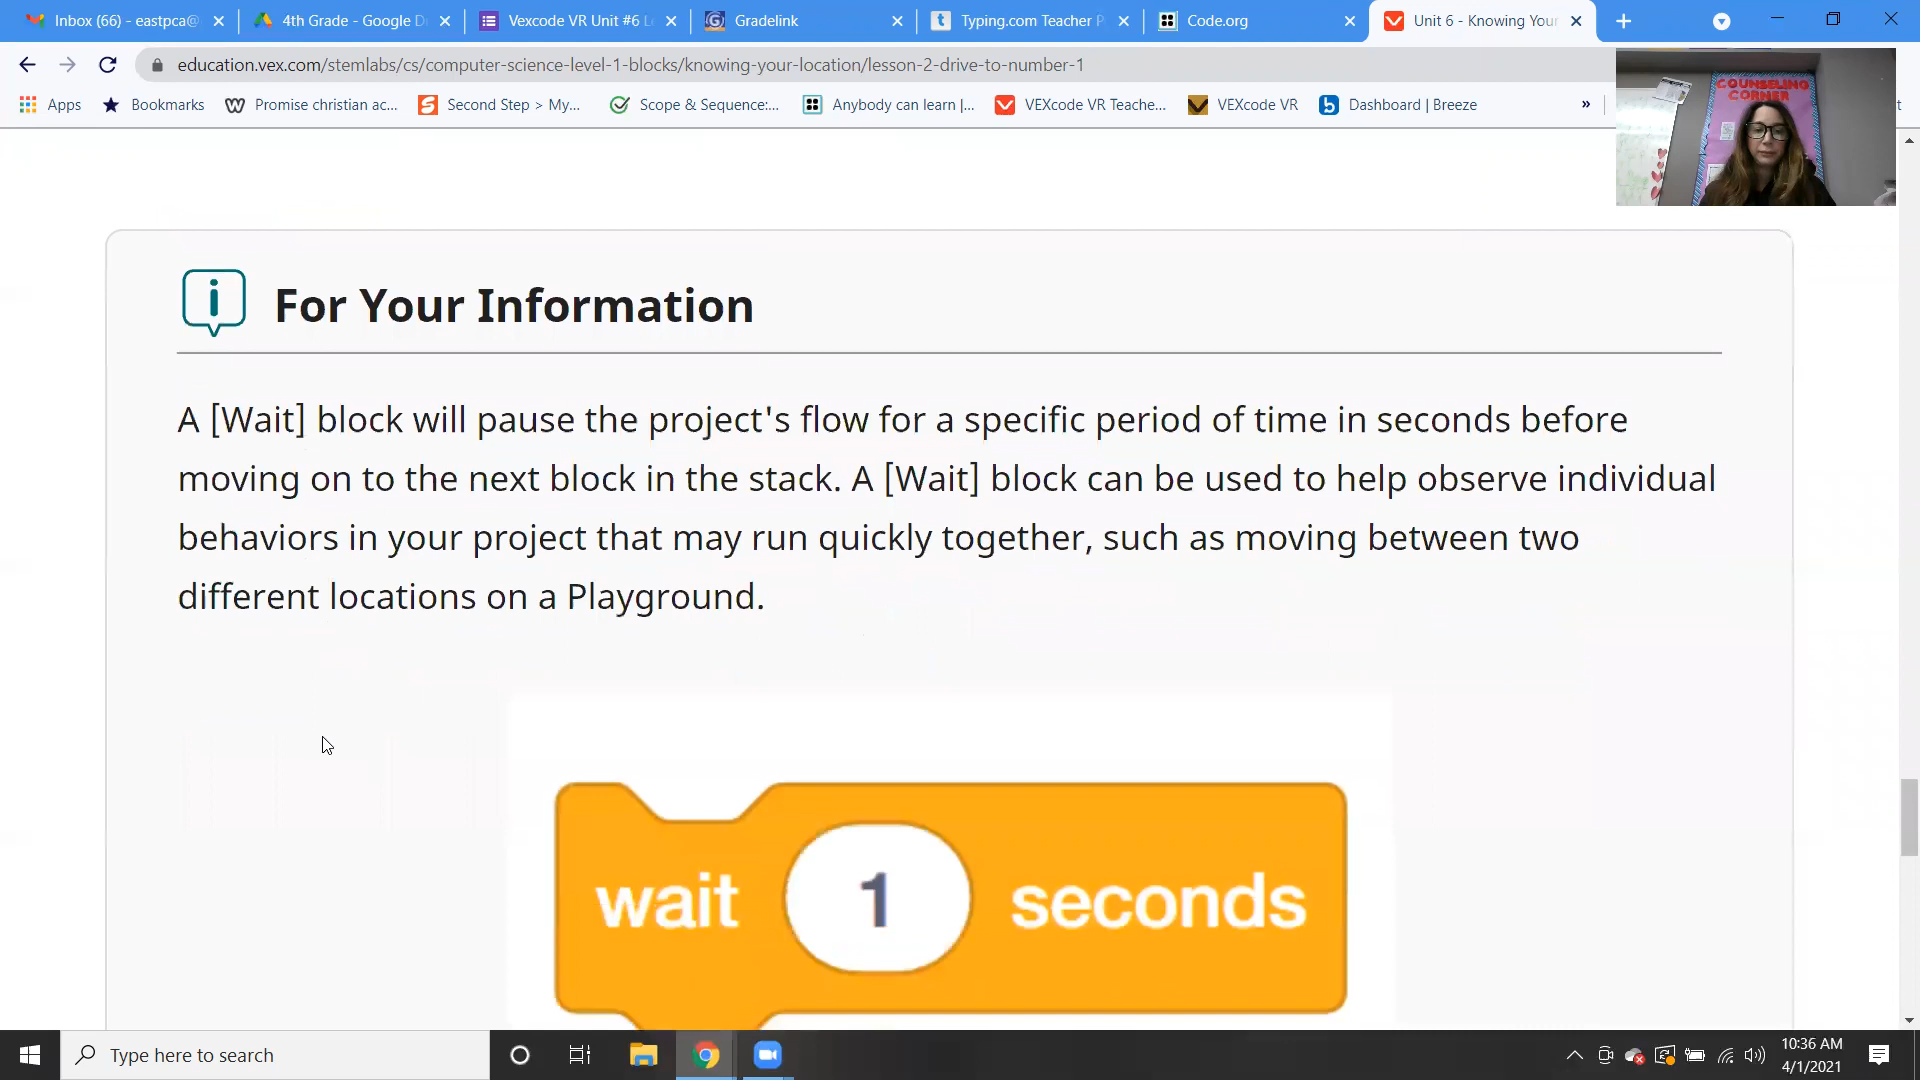 Inbox (66) - eastpca@
4th Grade - Google D
Vexcode VR Unit #6 L
Gradelink
Typing.com Teacher P
Code.org
Unit 6 - Knowing Your
education.vex.com/stemlabs/cs/computer-science-level-1-blocks/knowing-your-location/lesson-2-drive-to-number-1
Apps
Bookmarks
Promise christian ac...
Second Step > My...
Scope & Sequence:...
Anybody can learn |...
VEXcode VR Teache...
VEXcode VR
Dashboard | Breeze
»
COUNSELING
CORNER
For Your Information
A [Wait] block will pause the project's flow for a specific period of time in seconds before
moving on to the next block in the stack. A [Wait] block can be used to help observe individual
behaviors in your project that may run quickly together, such as moving between two
different locations on a Playground.
wait 1 seconds
Type here to search
10:36 AM
4/1/2021